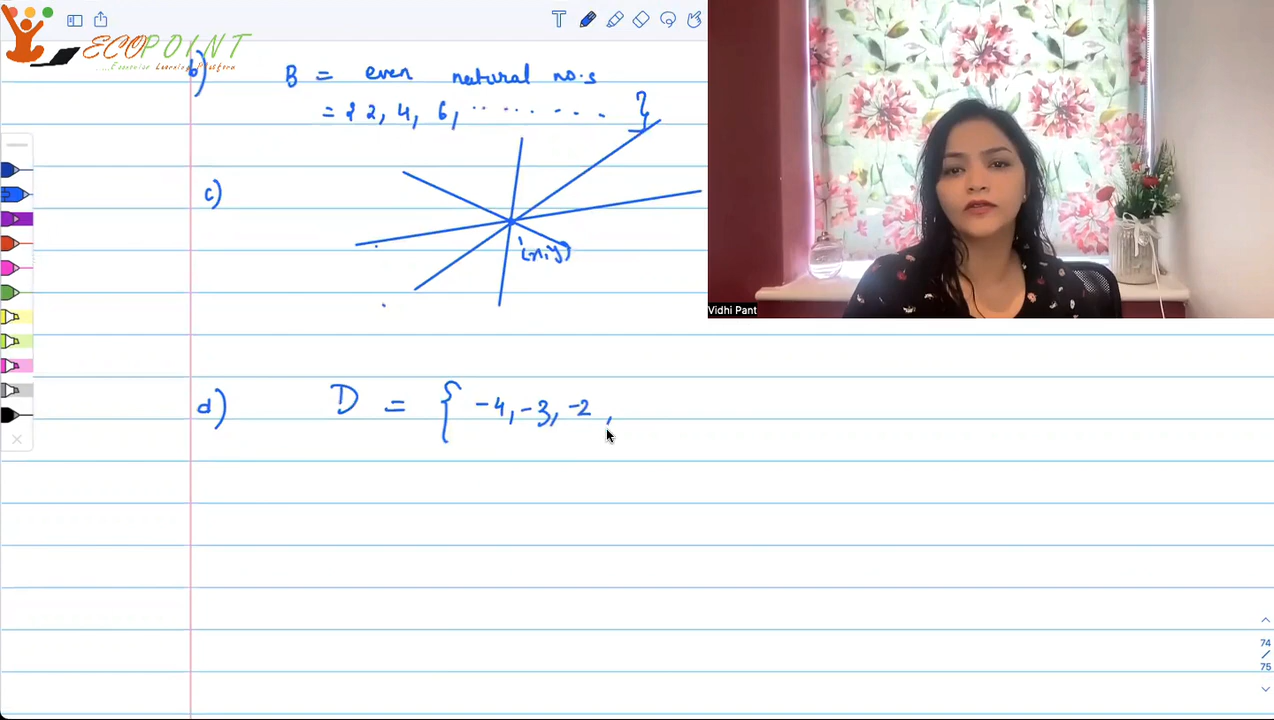 ECOPOINT
b) B = even natural no.s
= { 2, 4, 6, ........ }
c)
(x, y)
Vidhi Pant
d) D = { -4, -3, -2 ,
74
/
75